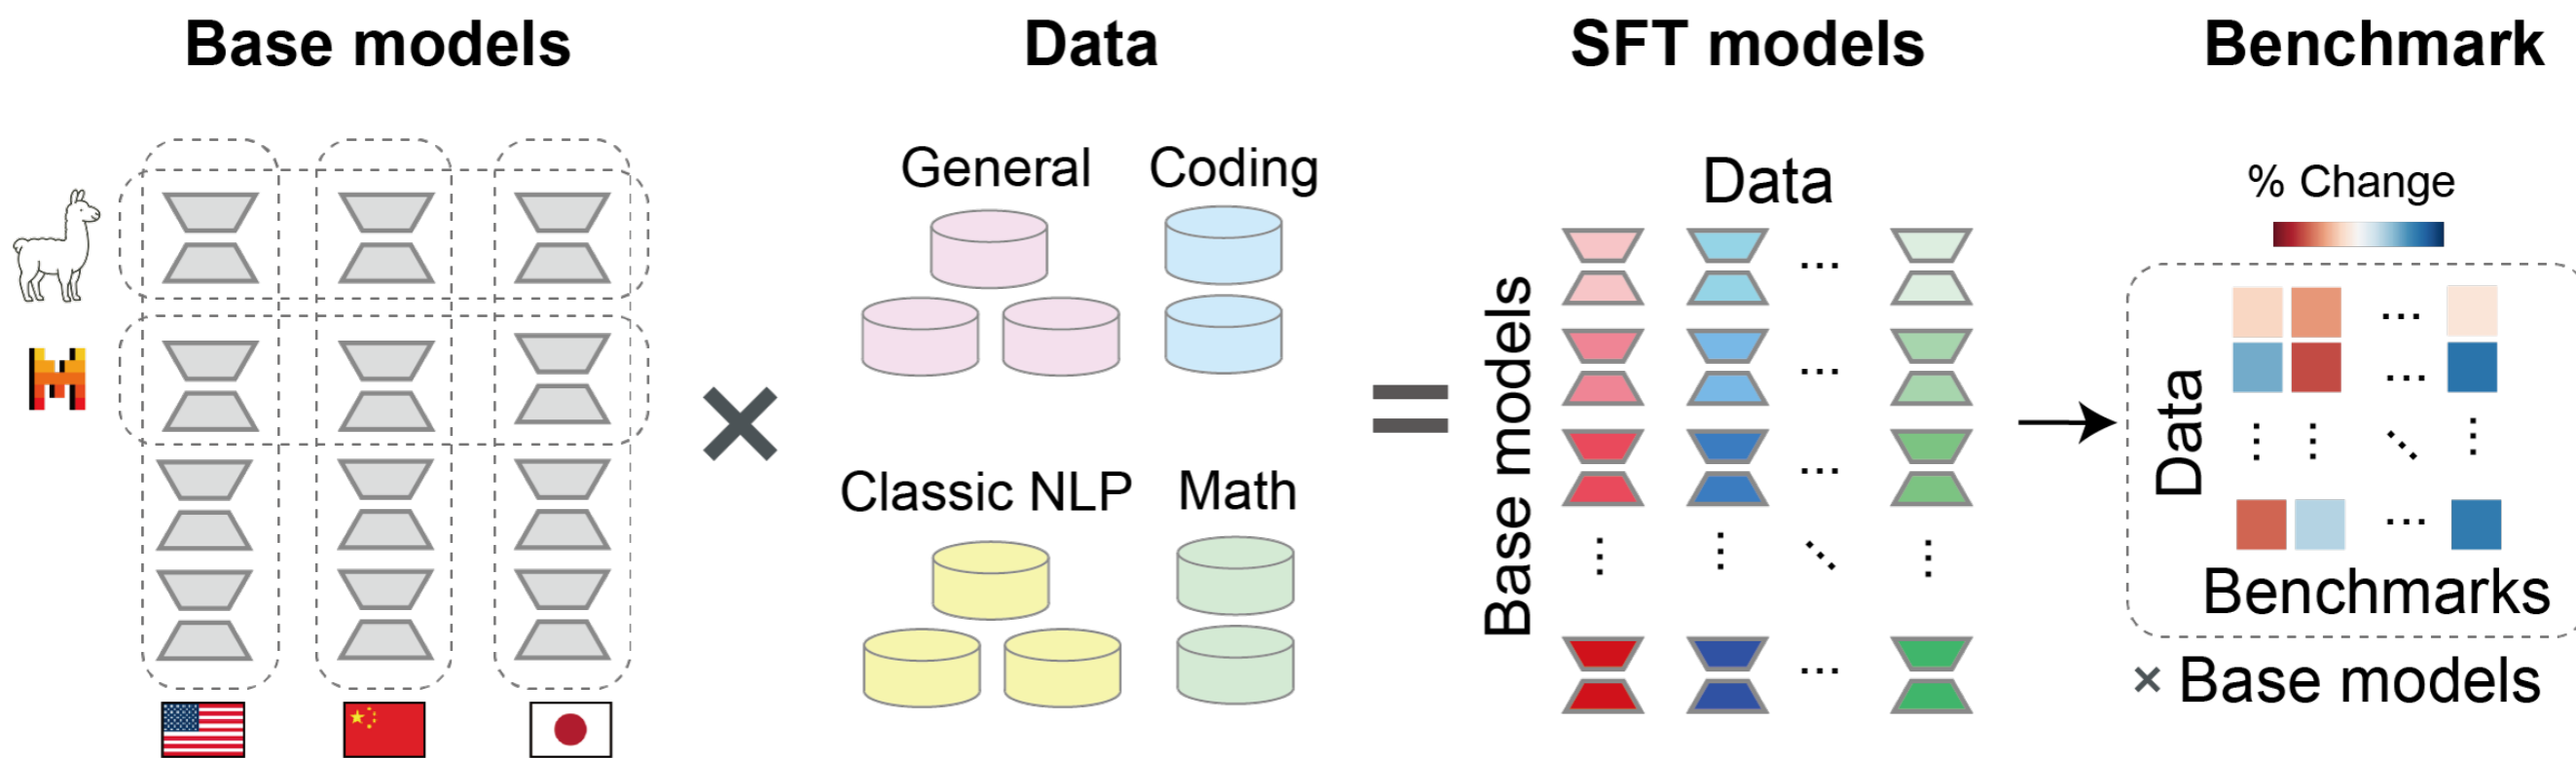 Base models
Data
General
Coding
Classic NLP
Math
SFT models
Data
Base models
Benchmark
% Change
Data
Benchmarks
× Base models